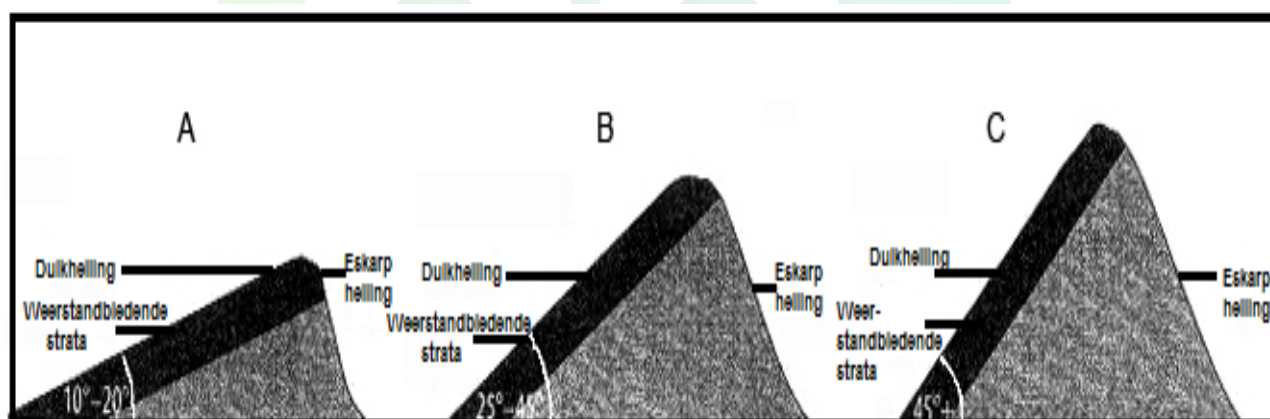 A
B
C
Duikhelling
Eskarp
helling
Weerstandbiedende
strata
10°–20°
Duikhelling
Eskarp
helling
Weerstandbiedende
strata
25°–45°
Duikhelling
Eskarp
helling
Weer-
standbiedende
strata
45°+